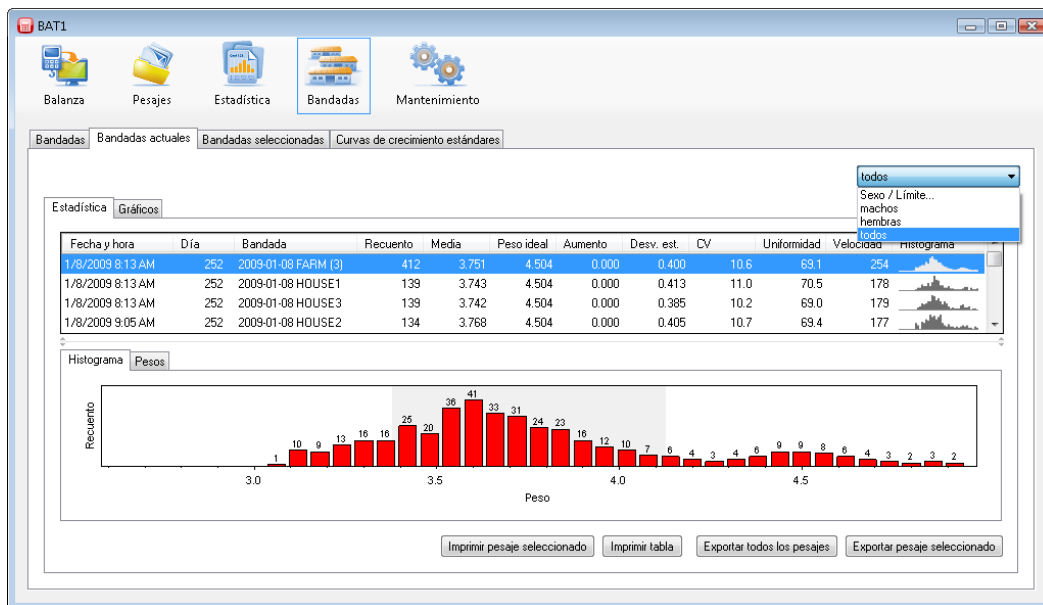 BAT1
Balanza Pesajes Estadística Bandadas Mantenimiento
Bandadas Bandadas actuales Bandadas seleccionadas Curvas de crecimiento estándares
todos
Sexo / Límite...
machos
hembras
todos
Estadística Gráficos
Fecha y hora Día Bandada Recuento Media Peso ideal Aumento Desv. est. CV Uniformidad Velocidad Histograma
1/8/2009 8:13 AM 252 2009-01-08 FARM (3) 412 3.751 4.504 0.000 0.400 10.6 69.1 254
1/8/2009 8:13 AM 252 2009-01-08 HOUSE1 139 3.743 4.504 0.000 0.413 11.0 70.5 178
1/8/2009 8:13 AM 252 2009-01-08 HOUSE3 139 3.742 4.504 0.000 0.385 10.2 69.0 179
1/8/2009 9:05 AM 252 2009-01-08 HOUSE2 134 3.768 4.504 0.000 0.405 10.7 69.4 177
Histograma Pesos
Recuento
1 10 9 13 16 16 25 20 36 41 33 31 24 23 16 12 10 7 6 4 3 4 6 9 9 8 6 4 3 2 3 2
3.0 3.5 4.0 4.5
Peso
Imprimir pesaje seleccionado Imprimir tabla Exportar todos los pesajes Exportar pesaje seleccionado